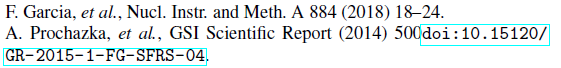 F. Garcia, et al., Nucl. Instr. and Meth. A 884 (2018) 18–24.
A. Prochazka, et al., GSI Scientific Report (2014) 500doi:10.15120/
GR-2015-1-FG-SFRS-04.